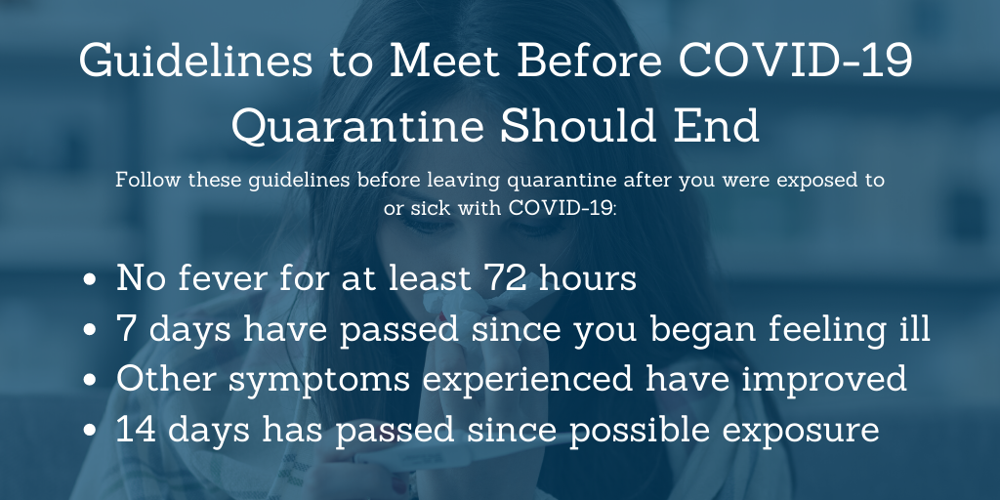 Guidelines to Meet Before COVID-19
Quarantine Should End
Follow these guidelines before leaving quarantine after you were exposed to
or sick with COVID-19:
• No fever for at least 72 hours
• 7 days have passed since you began feeling ill
• Other symptoms experienced have improved
• 14 days has passed since possible exposure